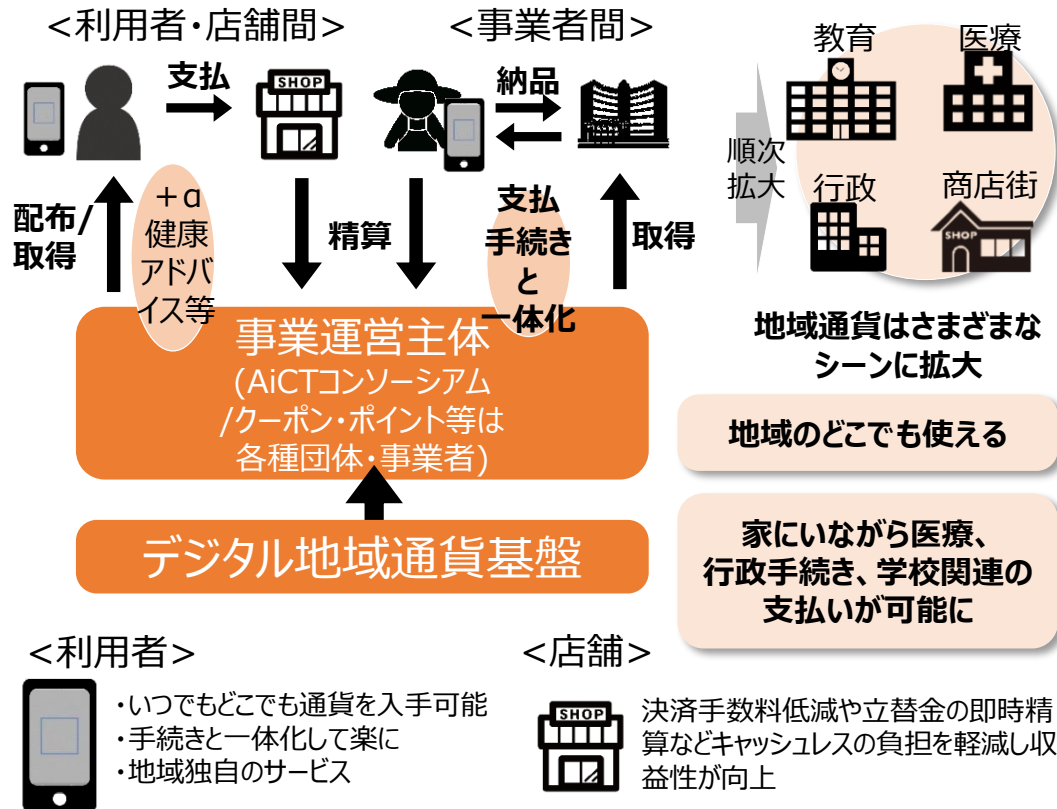 ＜利用者・店舗間＞
＜事業者間＞
支払
SHOP
納品
配布/
取得
＋α
健康
アドバ
イス等
精算
支払
手続き
と
一体化
取得
事業運営主体
(AiCTコンソーシアム
/クーポン・ポイント等は
各種団体・事業者)
デジタル地域通貨基盤
順次
拡大
教育
医療
行政
商店街
SHOP
地域通貨はさまざまな
シーンに拡大
地域のどこでも使える
家にいながら医療、
行政手続き、学校関連の
支払いが可能に
＜利用者＞
・いつでもどこでも通貨を入手可能
・手続きと一体化して楽に
・地域独自のサービス
＜店舗＞
SHOP
決済手数料低減や立替金の即時精
算などキャッシュレスの負担を軽減し収
益性が向上